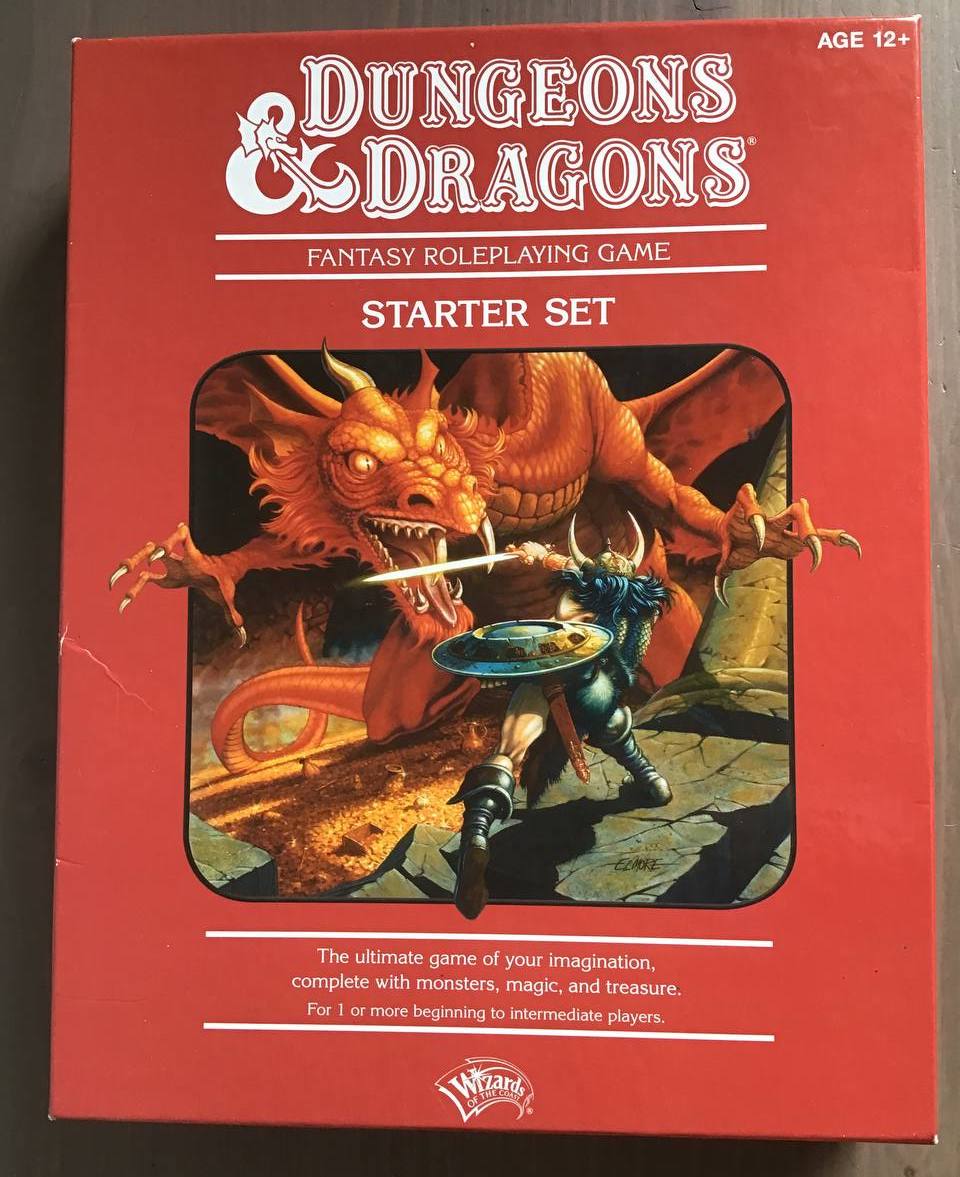 AGE 12+
DUNGEONS
& DRAGONS®
FANTASY ROLEPLAYING GAME
STARTER SET
ELMORE
The ultimate game of your imagination,
complete with monsters, magic, and treasure.
For 1 or more beginning to intermediate players.
Wizards
OF THE COAST
®